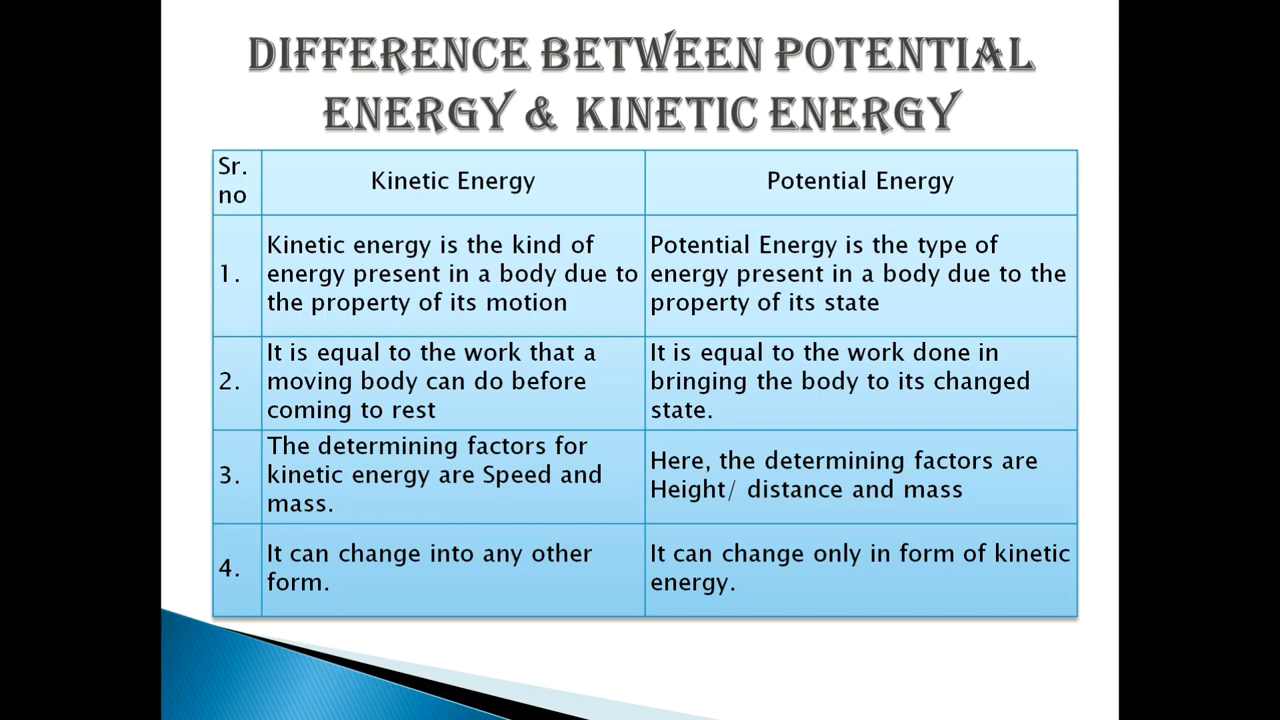 DIFFERENCE BETWEEN POTENTIAL
ENERGY & KINETIC ENERGY
Sr.
no
Kinetic Energy
Potential Energy
1.
Kinetic energy is the kind of
energy present in a body due to
the property of its motion
Potential Energy is the type of
energy present in a body due to the
property of its state
2.
It is equal to the work that a
moving body can do before
coming to rest
It is equal to the work done in
bringing the body to its changed
state.
3.
The determining factors for
kinetic energy are Speed and
mass.
Here, the determining factors are
Height/ distance and mass
4.
It can change into any other
form.
It can change only in form of kinetic
energy.